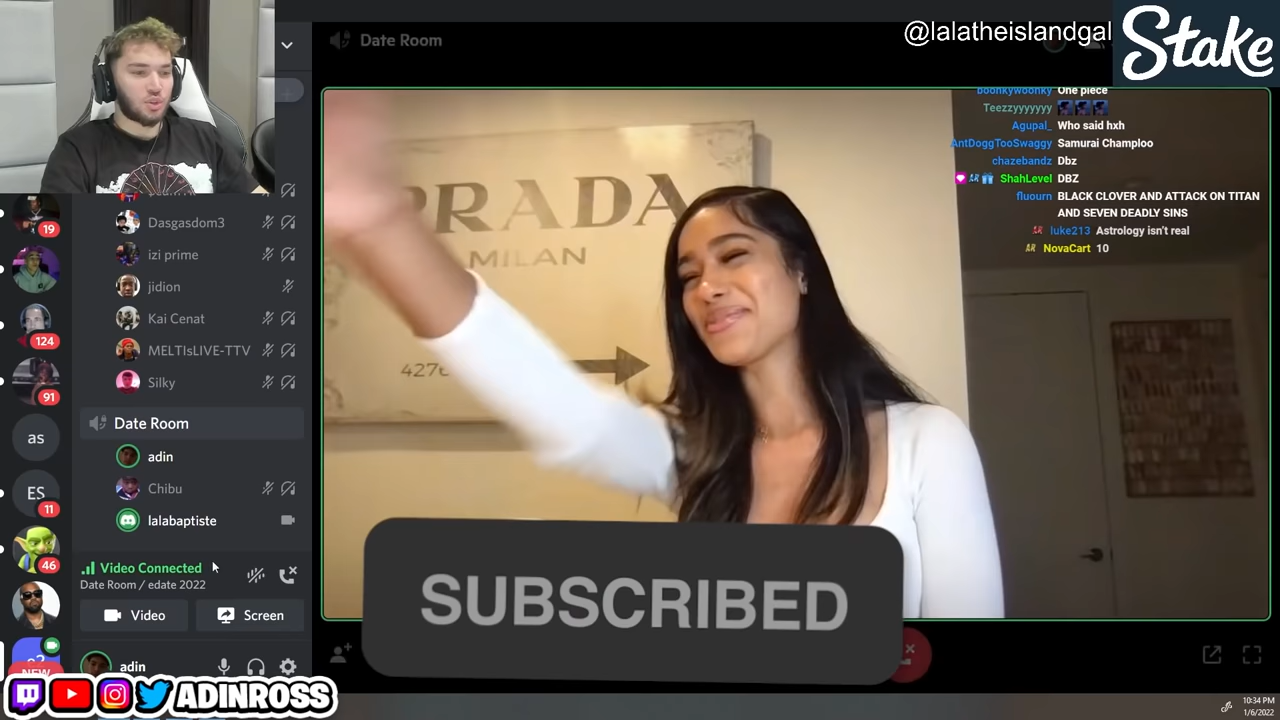 @lalatheislandgal
Stake
Date Room
boonkywoonky One piece
Teezzyyyyyy
Agupal_ Who said hxh
AntDoggTooSwaggy Samurai Champloo
chazebandz Dbz
ShahLevel DBZ
fluourn BLACK CLOVER AND ATTACK ON TITAN
AND SEVEN DEADLY SINS
luke213 Astrology isn't real
NovaCart 10
PRADA
MILAN
19
124
91
as
ES
11
46
NEW
Dasgasdom3
izi prime
jidion
Kai Cenat
MELTIsLIVE-TTV
Silky
Date Room
adin
Chibu
lalabaptiste
Video Connected
Date Room / edate 2022
Video
Screen
adin
SUBSCRIBED
ADINROSS
10:34 PM
1/6/2022